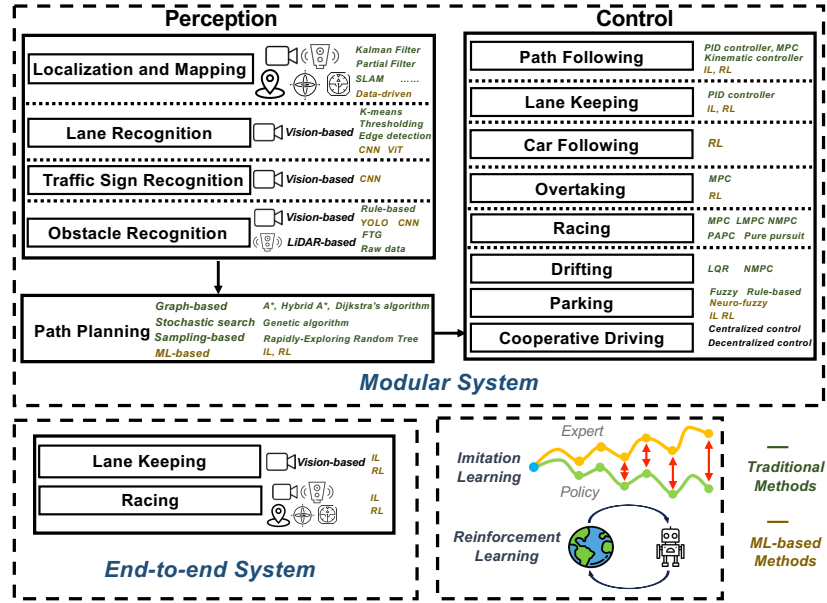 Perception
Localization and Mapping
Kalman Filter
Partial Filter
SLAM ......
Data-driven
Lane Recognition
Vision-based
K-means
Thresholding
Edge detection
CNN ViT
Traffic Sign Recognition
Vision-based
CNN
Obstacle Recognition
Vision-based
LiDAR-based
Rule-based
YOLO CNN
FTG
Raw data
Path Planning
Graph-based
A*, Hybrid A*, Dijkstra's algorithm
Stochastic search
Genetic algorithm
Sampling-based
Rapidly-Exploring Random Tree
ML-based
IL, RL
Control
Path Following
PID controller, MPC
Kinematic controller
IL, RL
Lane Keeping
PID controller
IL, RL
Car Following
RL
Overtaking
MPC
RL
Racing
MPC LMPC NMPC
PAPC Pure pursuit
Drifting
LQR NMPC
Parking
Fuzzy Rule-based
Neuro-fuzzy
IL RL
Cooperative Driving
Centralized control
Decentralized control
Modular System
Lane Keeping
Vision-based
IL
RL
Racing
IL
RL
End-to-end System
Imitation
Learning
Expert
Policy
Reinforcement
Learning
Traditional
Methods
ML-based
Methods